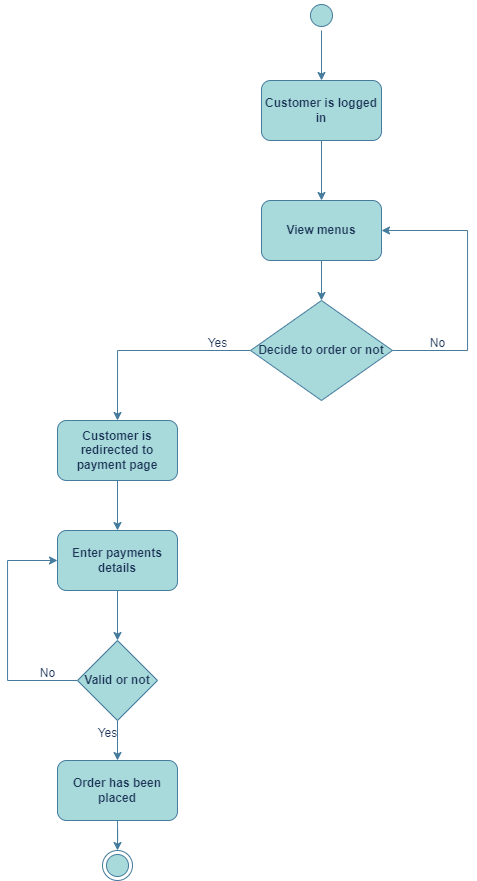 Customer is logged
in
View menus
Decide to order or not
Yes
No
Customer is
redirected to
payment page
Enter payments
details
No
Valid or not
Yes
Order has been
placed